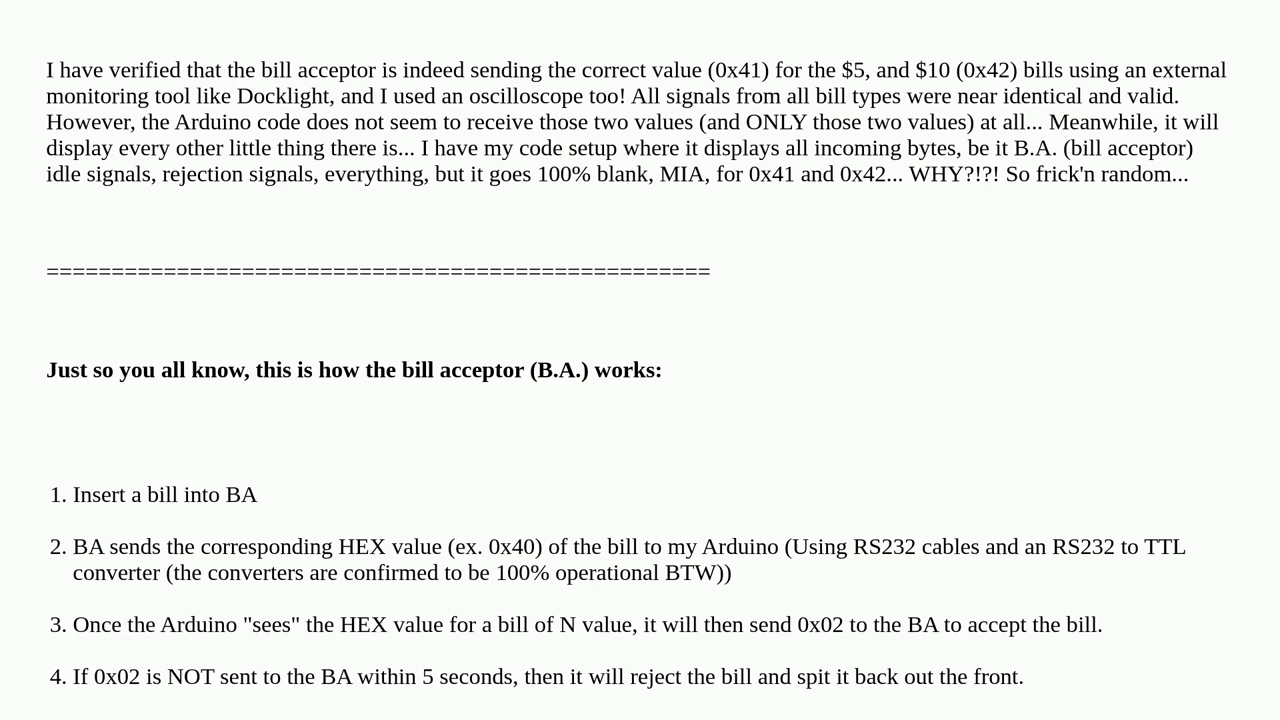 I have verified that the bill acceptor is indeed sending the correct value (0x41) for the $5, and $10 (0x42) bills using an external
monitoring tool like Docklight, and I used an oscilloscope too! All signals from all bill types were near identical and valid.
However, the Arduino code does not seem to receive those two values (and ONLY those two values) at all... Meanwhile, it will
display every other little thing there is... I have my code setup where it displays all incoming bytes, be it B.A. (bill acceptor)
idle signals, rejection signals, everything, but it goes 100% blank, MIA, for 0x41 and 0x42... WHY?!?! So frick'n random...
===================================================
Just so you all know, this is how the bill acceptor (B.A.) works:
1. Insert a bill into BA
2. BA sends the corresponding HEX value (ex. 0x40) of the bill to my Arduino (Using RS232 cables and an RS232 to TTL
converter (the converters are confirmed to be 100% operational BTW))
3. Once the Arduino "sees" the HEX value for a bill of N value, it will then send 0x02 to the BA to accept the bill.
4. If 0x02 is NOT sent to the BA within 5 seconds, then it will reject the bill and spit it back out the front.